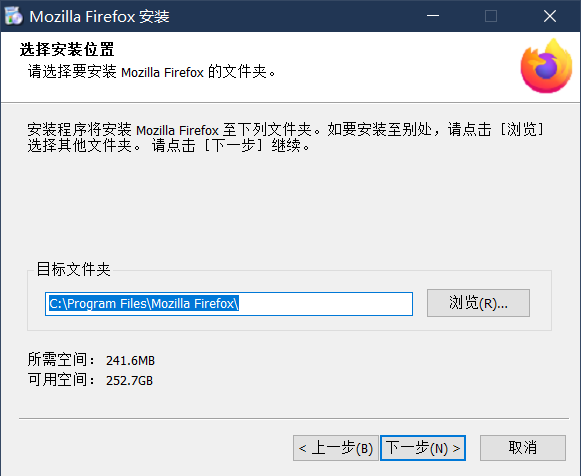 Mozilla Firefox 安装
选择安装位置
请选择要安装 Mozilla Firefox 的文件夹。
安装程序将安装 Mozilla Firefox 至下列文件夹。如要安装至别处，请点击［浏览］
选择其他文件夹。 请点击［下一步］继续。
目标文件夹
C:\Program Files\Mozilla Firefox\
浏览(R)...
所需空间： 241.6MB
可用空间： 252.7GB
< 上一步(B)
下一步(N) >
取消